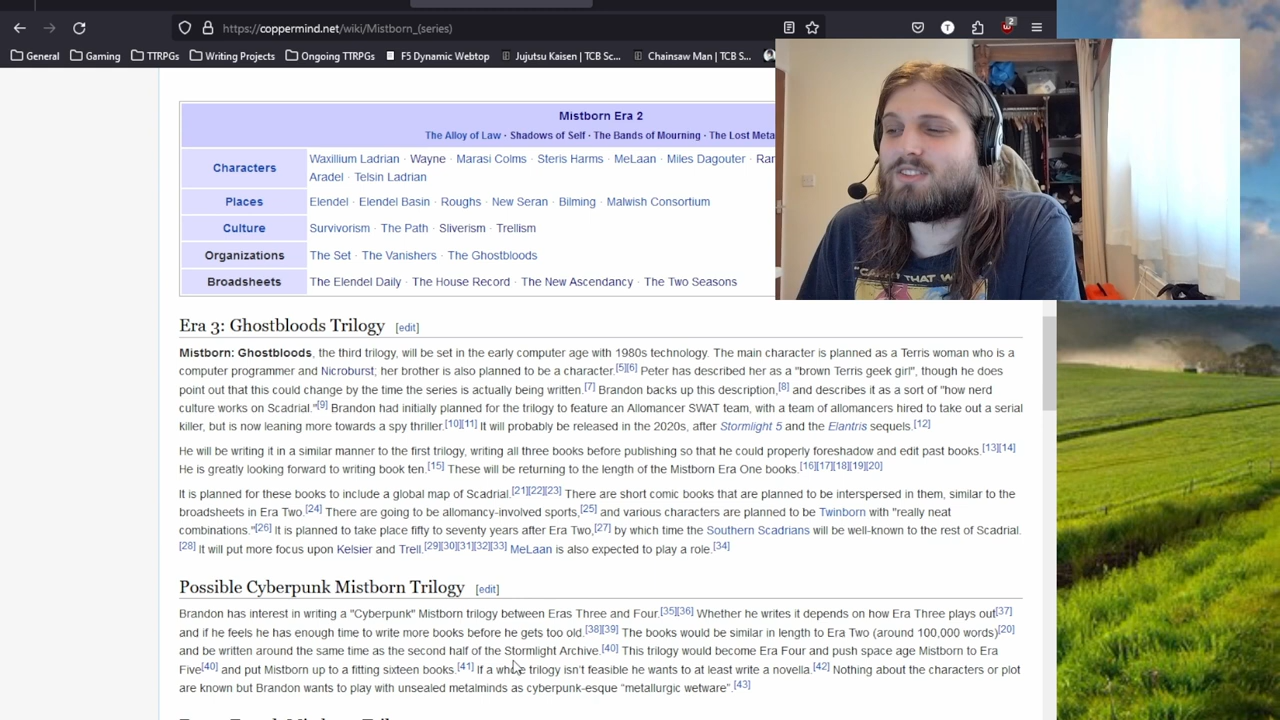 https://coppermind.net/wiki/Mistborn_(series)
T
2
General Gaming TTRPGs Writing Projects Ongoing TTRPGs F5 Dynamic Webtop Jujutsu Kaisen | TCB Sc... Chainsaw Man | TCB S...
Mistborn Era 2
The Alloy of Law · Shadows of Self · The Bands of Mourning · The Lost Meta
Characters
Waxillium Ladrian · Wayne · Marasi Colms · Steris Harms · MeLaan · Miles Dagouter · Ran
Aradel · Telsin Ladrian
Places
Elendel · Elendel Basin · Roughs · New Seran · Bilming · Malwish Consortium
Culture
Survivorism · The Path · Sliverism · Trellism
Organizations
The Set · The Vanishers · The Ghostbloods
Broadsheets
The Elendel Daily · The House Record · The New Ascendancy · The Two Seasons
"CAN THAT W
Era 3: Ghostbloods Trilogy [edit]
Mistborn: Ghostbloods, the third trilogy, will be set in the early computer age with 1980s technology. The main character is planned as a Terris woman who is a
computer programmer and Nicroburst; her brother is also planned to be a character.[5][6] Peter has described her as a "brown Terris geek girl", though he does
point out that this could change by the time the series is actually being written.[7] Brandon backs up this description,[8] and describes it as a sort of "how nerd
culture works on Scadrial."[9] Brandon had initially planned for the trilogy to feature an Allomancer SWAT team, with a team of allomancers hired to take out a serial
killer, but is now leaning more towards a spy thriller.[10][11] It will probably be released in the 2020s, after Stormlight 5 and the Elantris sequels.[12]
He will be writing it in a similar manner to the first trilogy, writing all three books before publishing so that he could properly foreshadow and edit past books.[13][14]
He is greatly looking forward to writing book ten.[15] These will be returning to the length of the Mistborn Era One books.[16][17][18][19][20]
It is planned for these books to include a global map of Scadrial.[21][22][23] There are short comic books that are planned to be interspersed in them, similar to the
broadsheets in Era Two.[24] There are going to be allomancy-involved sports,[25] and various characters are planned to be Twinborn with "really neat
combinations."[26] It is planned to take place fifty to seventy years after Era Two,[27] by which time the Southern Scadrians will be well-known to the rest of Scadrial.
[28] It will put more focus upon Kelsier and Trell.[29][30][31][32][33] MeLaan is also expected to play a role.[34]
Possible Cyberpunk Mistborn Trilogy [edit]
Brandon has interest in writing a "Cyberpunk" Mistborn trilogy between Eras Three and Four.[35][36] Whether he writes it depends on how Era Three plays out[37]
and if he feels he has enough time to write more books before he gets too old.[38][39] The books would be similar in length to Era Two (around 100,000 words)[20]
and be written around the same time as the second half of the Stormlight Archive.[40] This trilogy would become Era Four and push space age Mistborn to Era
Five[40] and put Mistborn up to a fitting sixteen books.[41] If a whole trilogy isn't feasible he wants to at least write a novella.[42] Nothing about the characters or plot
are known but Brandon wants to play with unsealed metalminds as cyberpunk-esque "metallurgic wetware".[43]